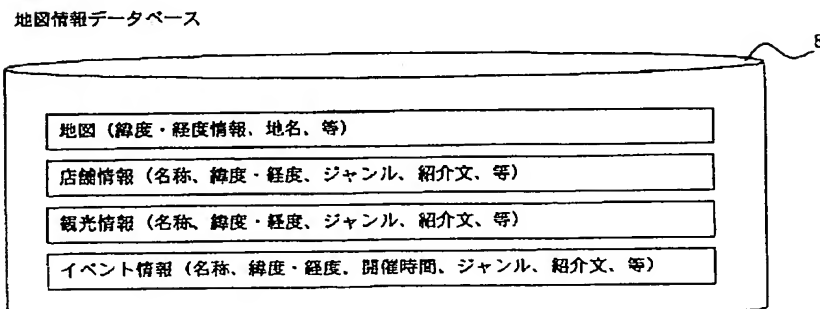 地図情報データベース
8
地図（緯度・経度情報、地名、等）
店舗情報（名称、緯度・経度、ジャンル、紹介文、等）
観光情報（名称、緯度・経度、ジャンル、紹介文、等）
イベント情報（名称、緯度・経度、開催時間、ジャンル、紹介文、等）